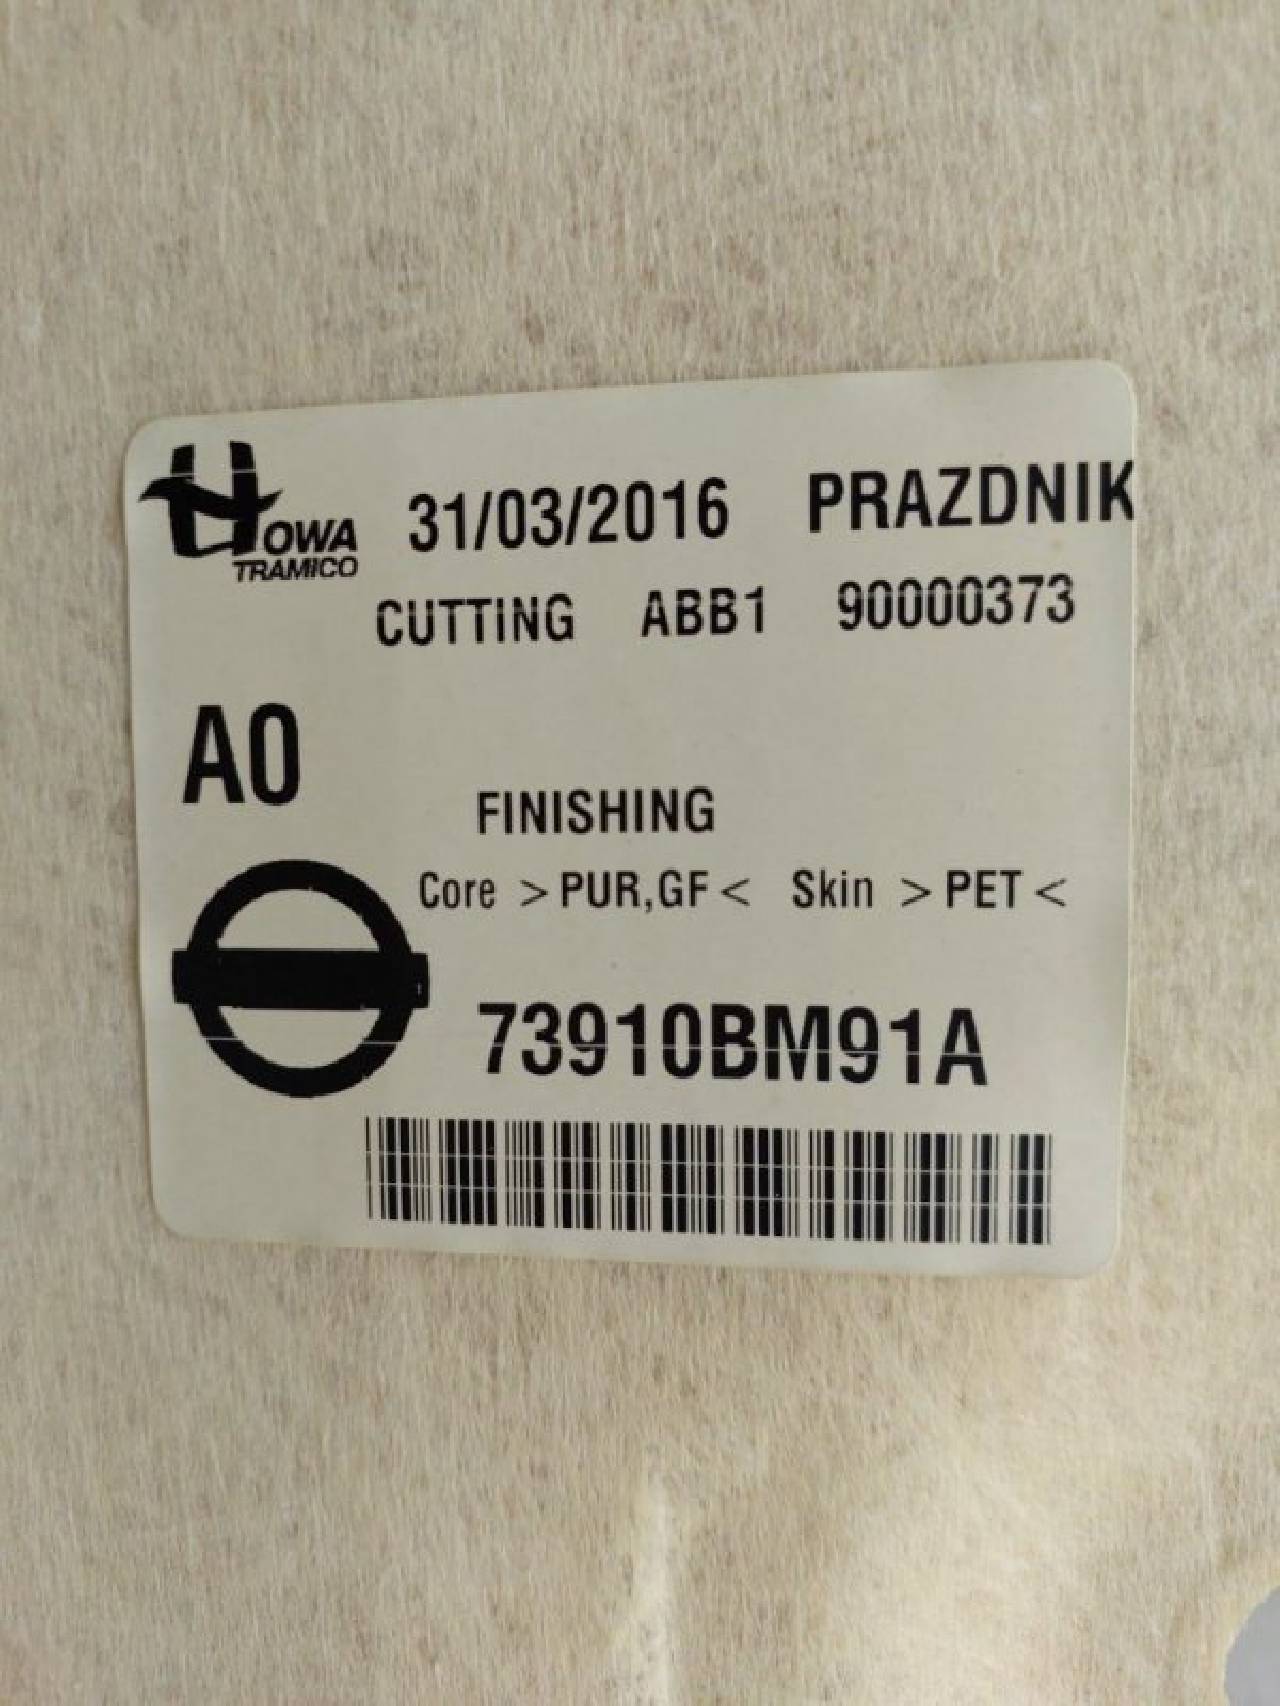 HOWA
TRAMICO
31/03/2016 PRAZDNIK
CUTTING ABB1 90000373
A0
FINISHING
Core >PUR,GF< Skin >PET<
73910BM91A